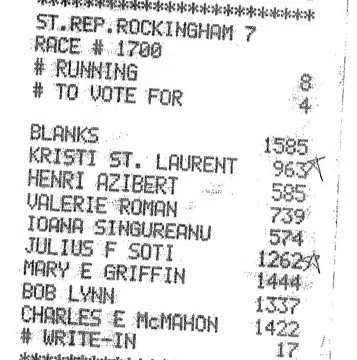 ************************
ST.REP.ROCKINGHAM 7
RACE # 1700
# RUNNING 8
# TO VOTE FOR 4
BLANKS 1585
KRISTI ST. LAURENT 963
HENRI AZIBERT 585
VALERIE ROMAN 739
IOANA SINGUREANU 574
JULIUS F SOTI 1262
MARY E GRIFFIN 1444
BOB LYNN 1337
CHARLES E McMAHON 1422
# WRITE-IN 17
************************